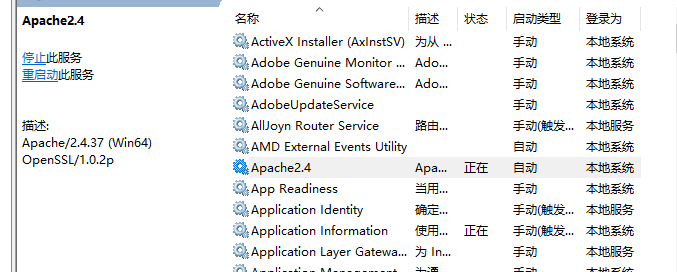 Apache2.4
停止此服务
重启动此服务
描述:
Apache/2.4.37 (Win64)
OpenSSL/1.0.2p
名称 描述 状态 启动类型 登录为
ActiveX Installer (AxInstSV) 为从 ... 手动 本地系统
Adobe Genuine Monitor ... Ado... 手动 本地系统
Adobe Genuine Software... Ado... 手动 本地系统
AdobeUpdateService 手动 本地系统
AllJoyn Router Service 路由... 手动(触发... 本地服务
AMD External Events Utility 自动 本地系统
Apache2.4 Apa... 正在 自动 本地系统
App Readiness 当用... 手动 本地系统
Application Identity 确定... 手动(触发... 本地服务
Application Information 使用... 正在 手动(触发... 本地系统
Application Layer Gatewa... 为 In... 手动 本地服务